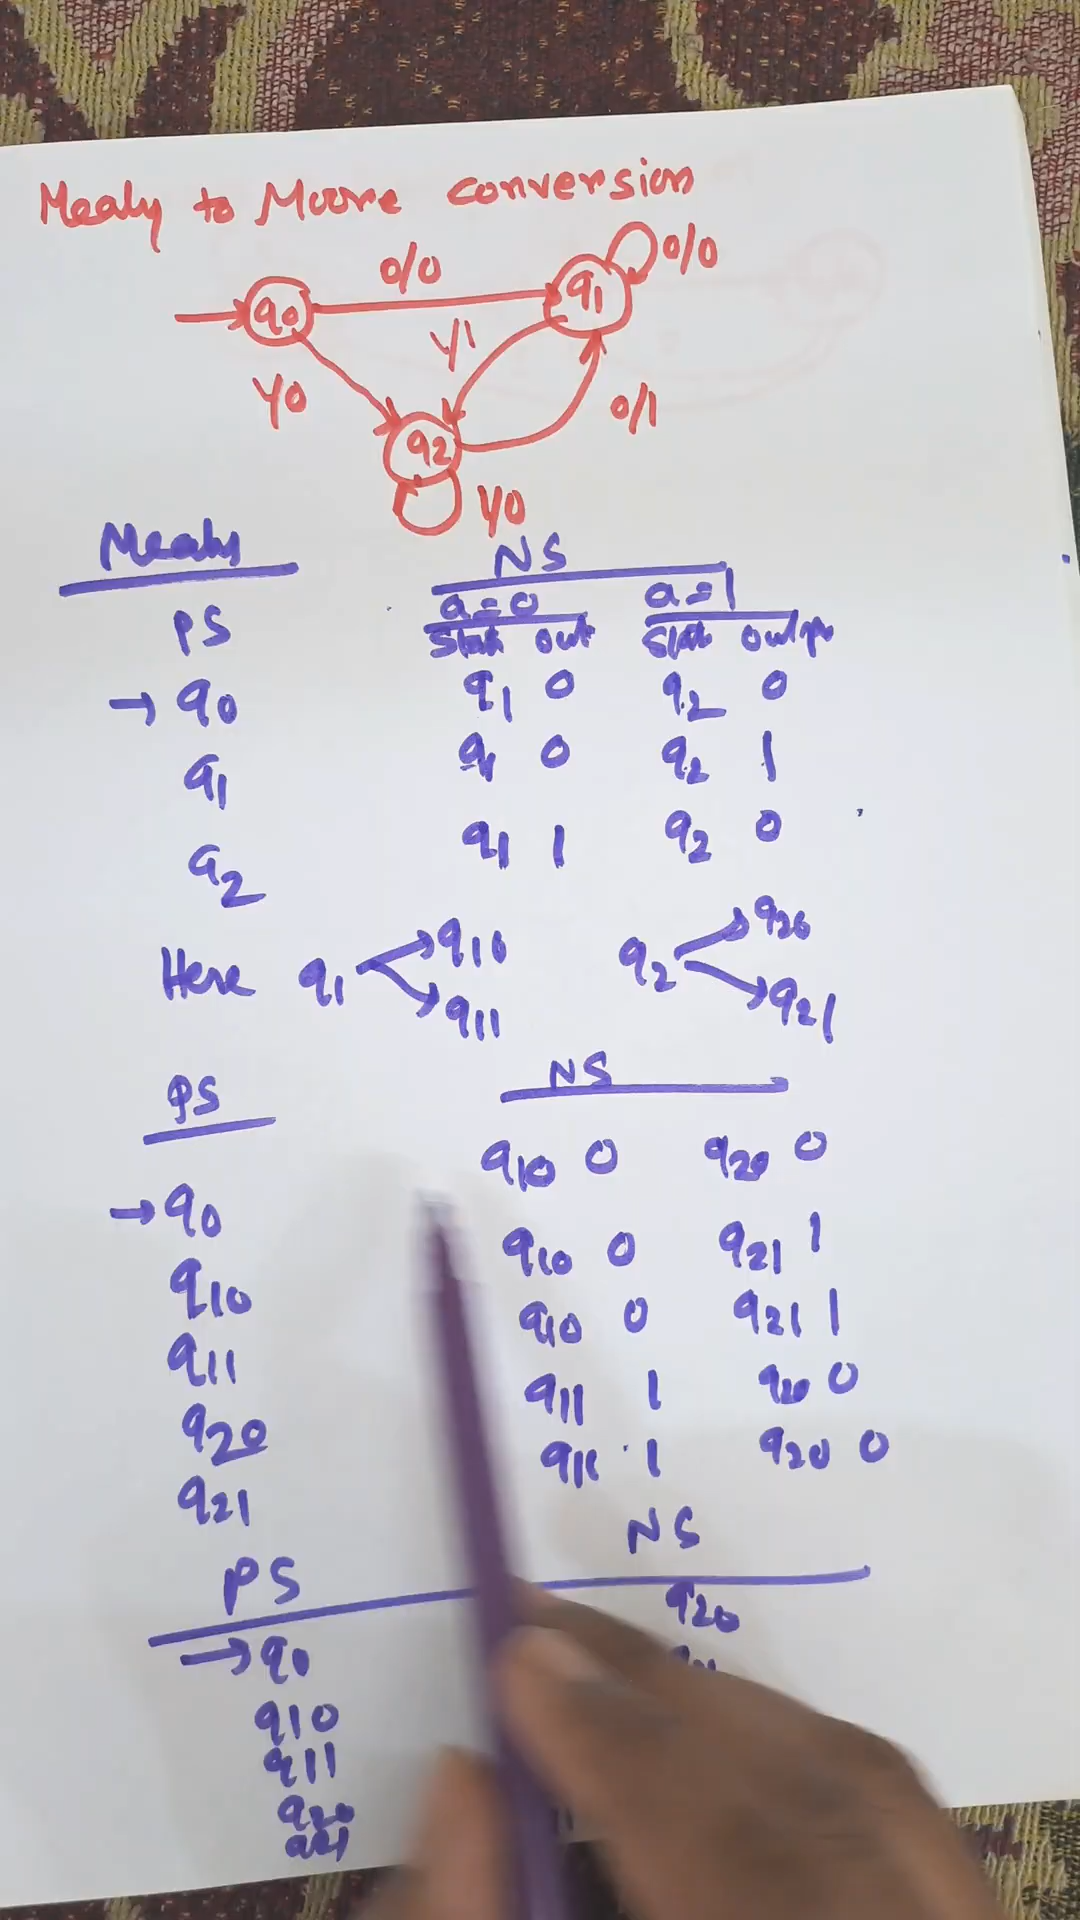 Mealy to Moore conversion
0/0
0/0
q0
q1
1/1
1/0
0/1
q2
1/0
Mealy
NS
a=0 a=1
PS
State out State
→ q0 q1 0 q2 0
q1 q1 0 q2 1
q2 q1 1 q2 0
Here q1 q10 q2 q20
q11 q21
PS NS
→ q0 q10 0 q20 0
q10 q10 0 q21 1
q11 q10 0 q21 1
q20 q11 1 q20 0
q21 q11 1 q20 0
PS NS
→ q0 q20
q10
q11
q20
q21